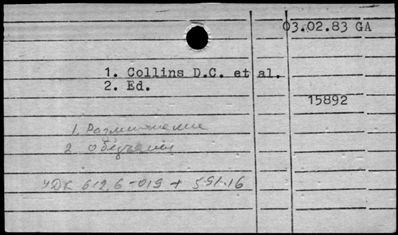 03.02.83 GA
1. Collins D.C. et al.
2. Ed.
15892
1. Размножение
2 
УДК 612.6-019 + 591.16